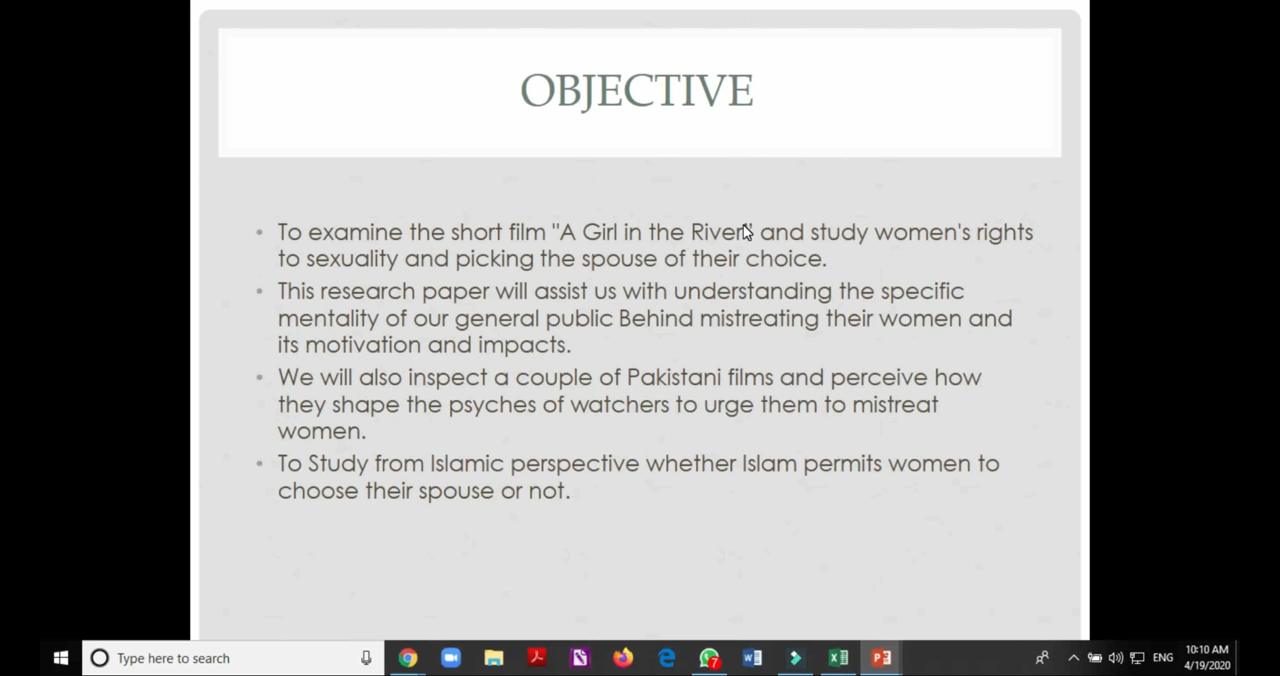 OBJECTIVE
• To examine the short film "A Girl in the River" and study women's rights
to sexuality and picking the spouse of their choice.
• This research paper will assist us with understanding the specific
mentality of our general public Behind mistreating their women and
its motivation and impacts.
• We will also inspect a couple of Pakistani films and perceive how
they shape the psyches of watchers to urge them to mistreat
women.
• To Study from Islamic perspective whether Islam permits women to
choose their spouse or not.
Type here to search
7
ENG
10:10 AM
4/19/2020